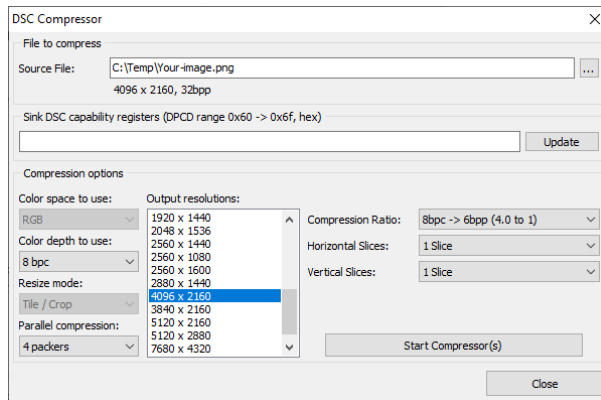 DSC Compressor
File to compress
Source File:
C:\Temp\Your-image.png
...
4096 x 2160, 32bpp
Sink DSC capability registers (DPCD range 0x60 -> 0x6f, hex)
Update
Compression options
Color space to use:
RGB
Color depth to use:
8 bpc
Resize mode:
Tile / Crop
Parallel compression:
4 packers
Output resolutions:
1920 x 1440
2048 x 1536
2560 x 1440
2560 x 1080
2560 x 1600
2880 x 1440
4096 x 2160
3840 x 2160
5120 x 2160
5120 x 2880
7680 x 4320
Compression Ratio:
8bpc -> 6bpp (4.0 to 1)
Horizontal Slices:
1 Slice
Vertical Slices:
1 Slice
Start Compressor(s)
Close